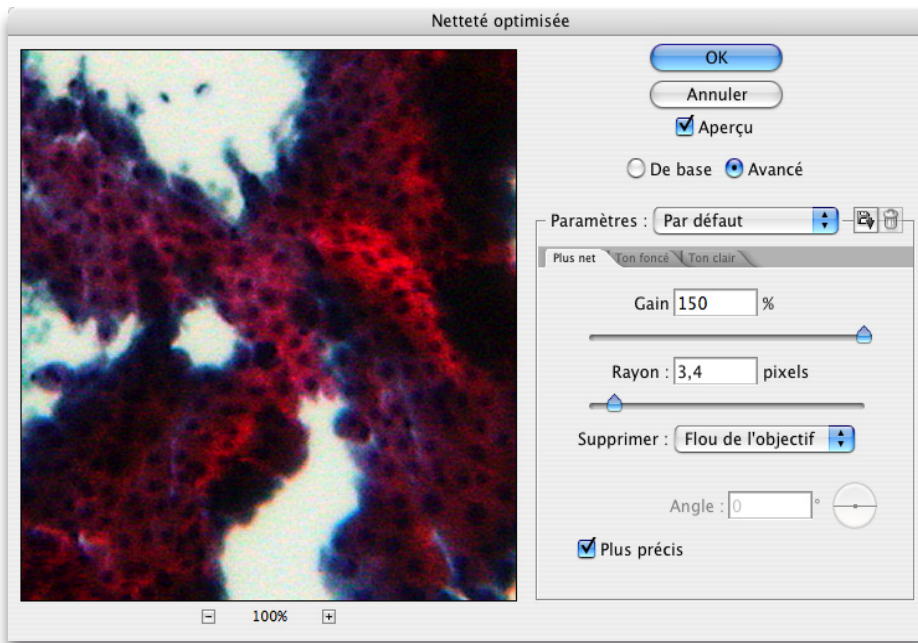 Netteté optimisée
OK
Annuler
Aperçu
De base Avancé
Paramètres : Par défaut
Plus net Ton foncé Ton clair
Gain 150 %
Rayon : 3,4 pixels
Supprimer : Flou de l'objectif
Angle : 0 °
Plus précis
100%